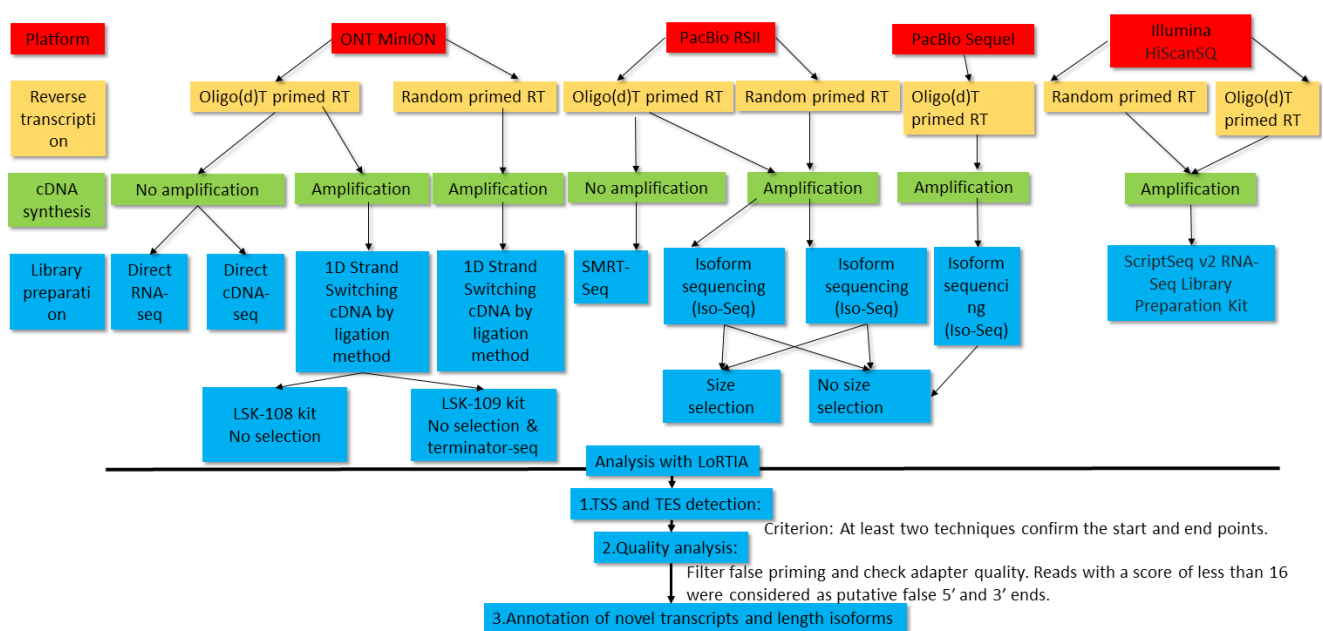 Platform
ONT MinION
PacBio RSII
PacBio Sequel
Illumina
HiScanSQ
Reverse
transcripti
on
Oligo(d)T primed RT
Random primed RT
Oligo(d)T primed RT
Random primed RT
Oligo(d)T
primed RT
Random primed RT
Oligo(d)T
primed RT
cDNA
synthesis
No amplification
Amplification
Amplification
No amplification
Amplification
Amplification
Amplification
Library
preparati
on
Direct
RNA-
seq
Direct
cDNA-
seq
1D Strand
Switching
cDNA by
ligation
method
1D Strand
Switching
cDNA by
ligation
method
SMRT-
Seq
Isoform
sequencing
(Iso-Seq)
Isoform
sequencing
(Iso-Seq)
Isoform
sequenci
ng
(Iso-Seq)
ScriptSeq v2 RNA-
Seq Library
Preparation Kit
LSK-108 kit
No selection
LSK-109 kit
No selection &
terminator-seq
Size
selection
No size
selection
Analysis with LoRTIA
1.TSS and TES detection:
Criterion: At least two techniques confirm the start and end points.
2.Quality analysis:
Filter false priming and check adapter quality. Reads with a score of less than 16
were considered as putative false 5’ and 3’ ends.
3.Annotation of novel transcripts and length isoforms